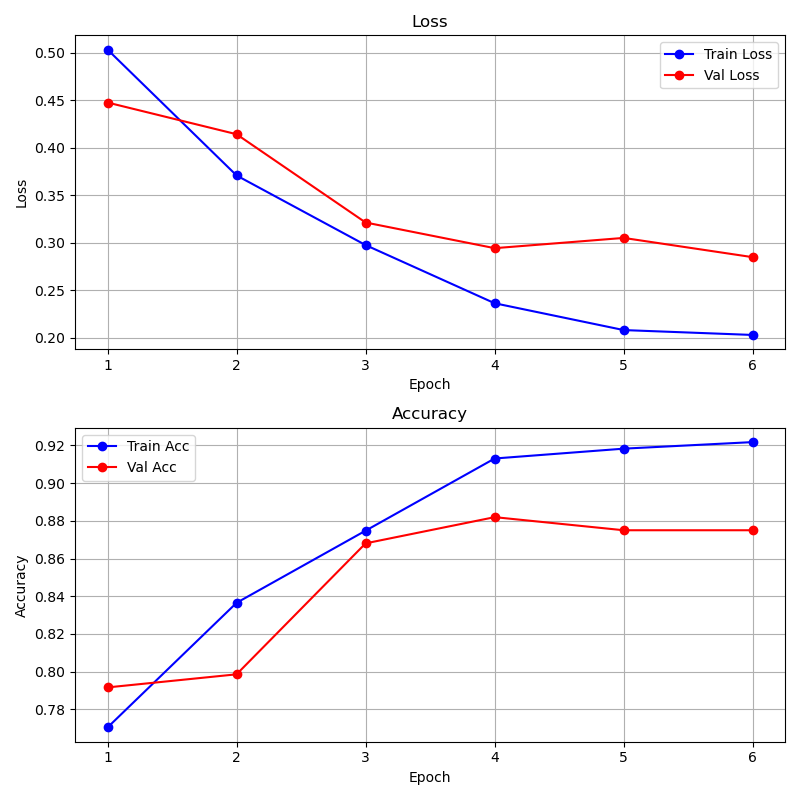 Loss
Train Loss
Val Loss
0.50
0.45
0.40
0.35
0.30
0.25
0.20
Loss
1 2 3 4 5 6
Epoch
Accuracy
Train Acc
Val Acc
0.92
0.90
0.88
0.86
0.84
0.82
0.80
0.78
Accuracy
1 2 3 4 5 6
Epoch